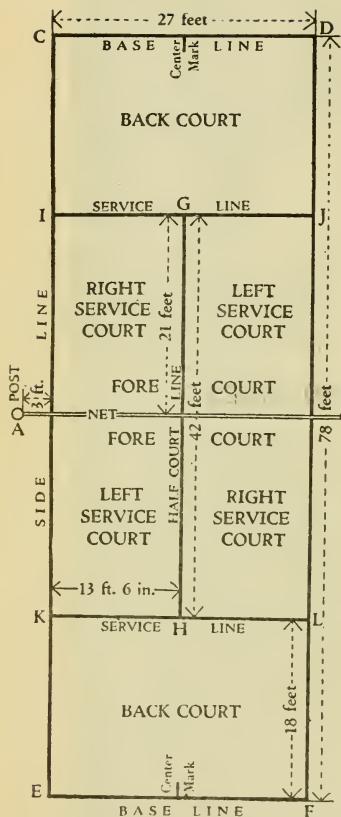 27 feet
C
D
BASE LINE
Center
Mark
BACK COURT
SERVICE LINE
G
I
J
RIGHT
SERVICE
COURT
LEFT
SERVICE
COURT
21 feet
LINE
FORE COURT
POST
3 ft.
A
NET
FORE COURT
HALF COURT LINE
42 feet
78 feet
SIDE
LEFT
SERVICE
COURT
RIGHT
SERVICE
COURT
13 ft. 6 in.
K
L
SERVICE LINE
H
18 feet
BACK COURT
Center
Mark
E
F
BASE LINE